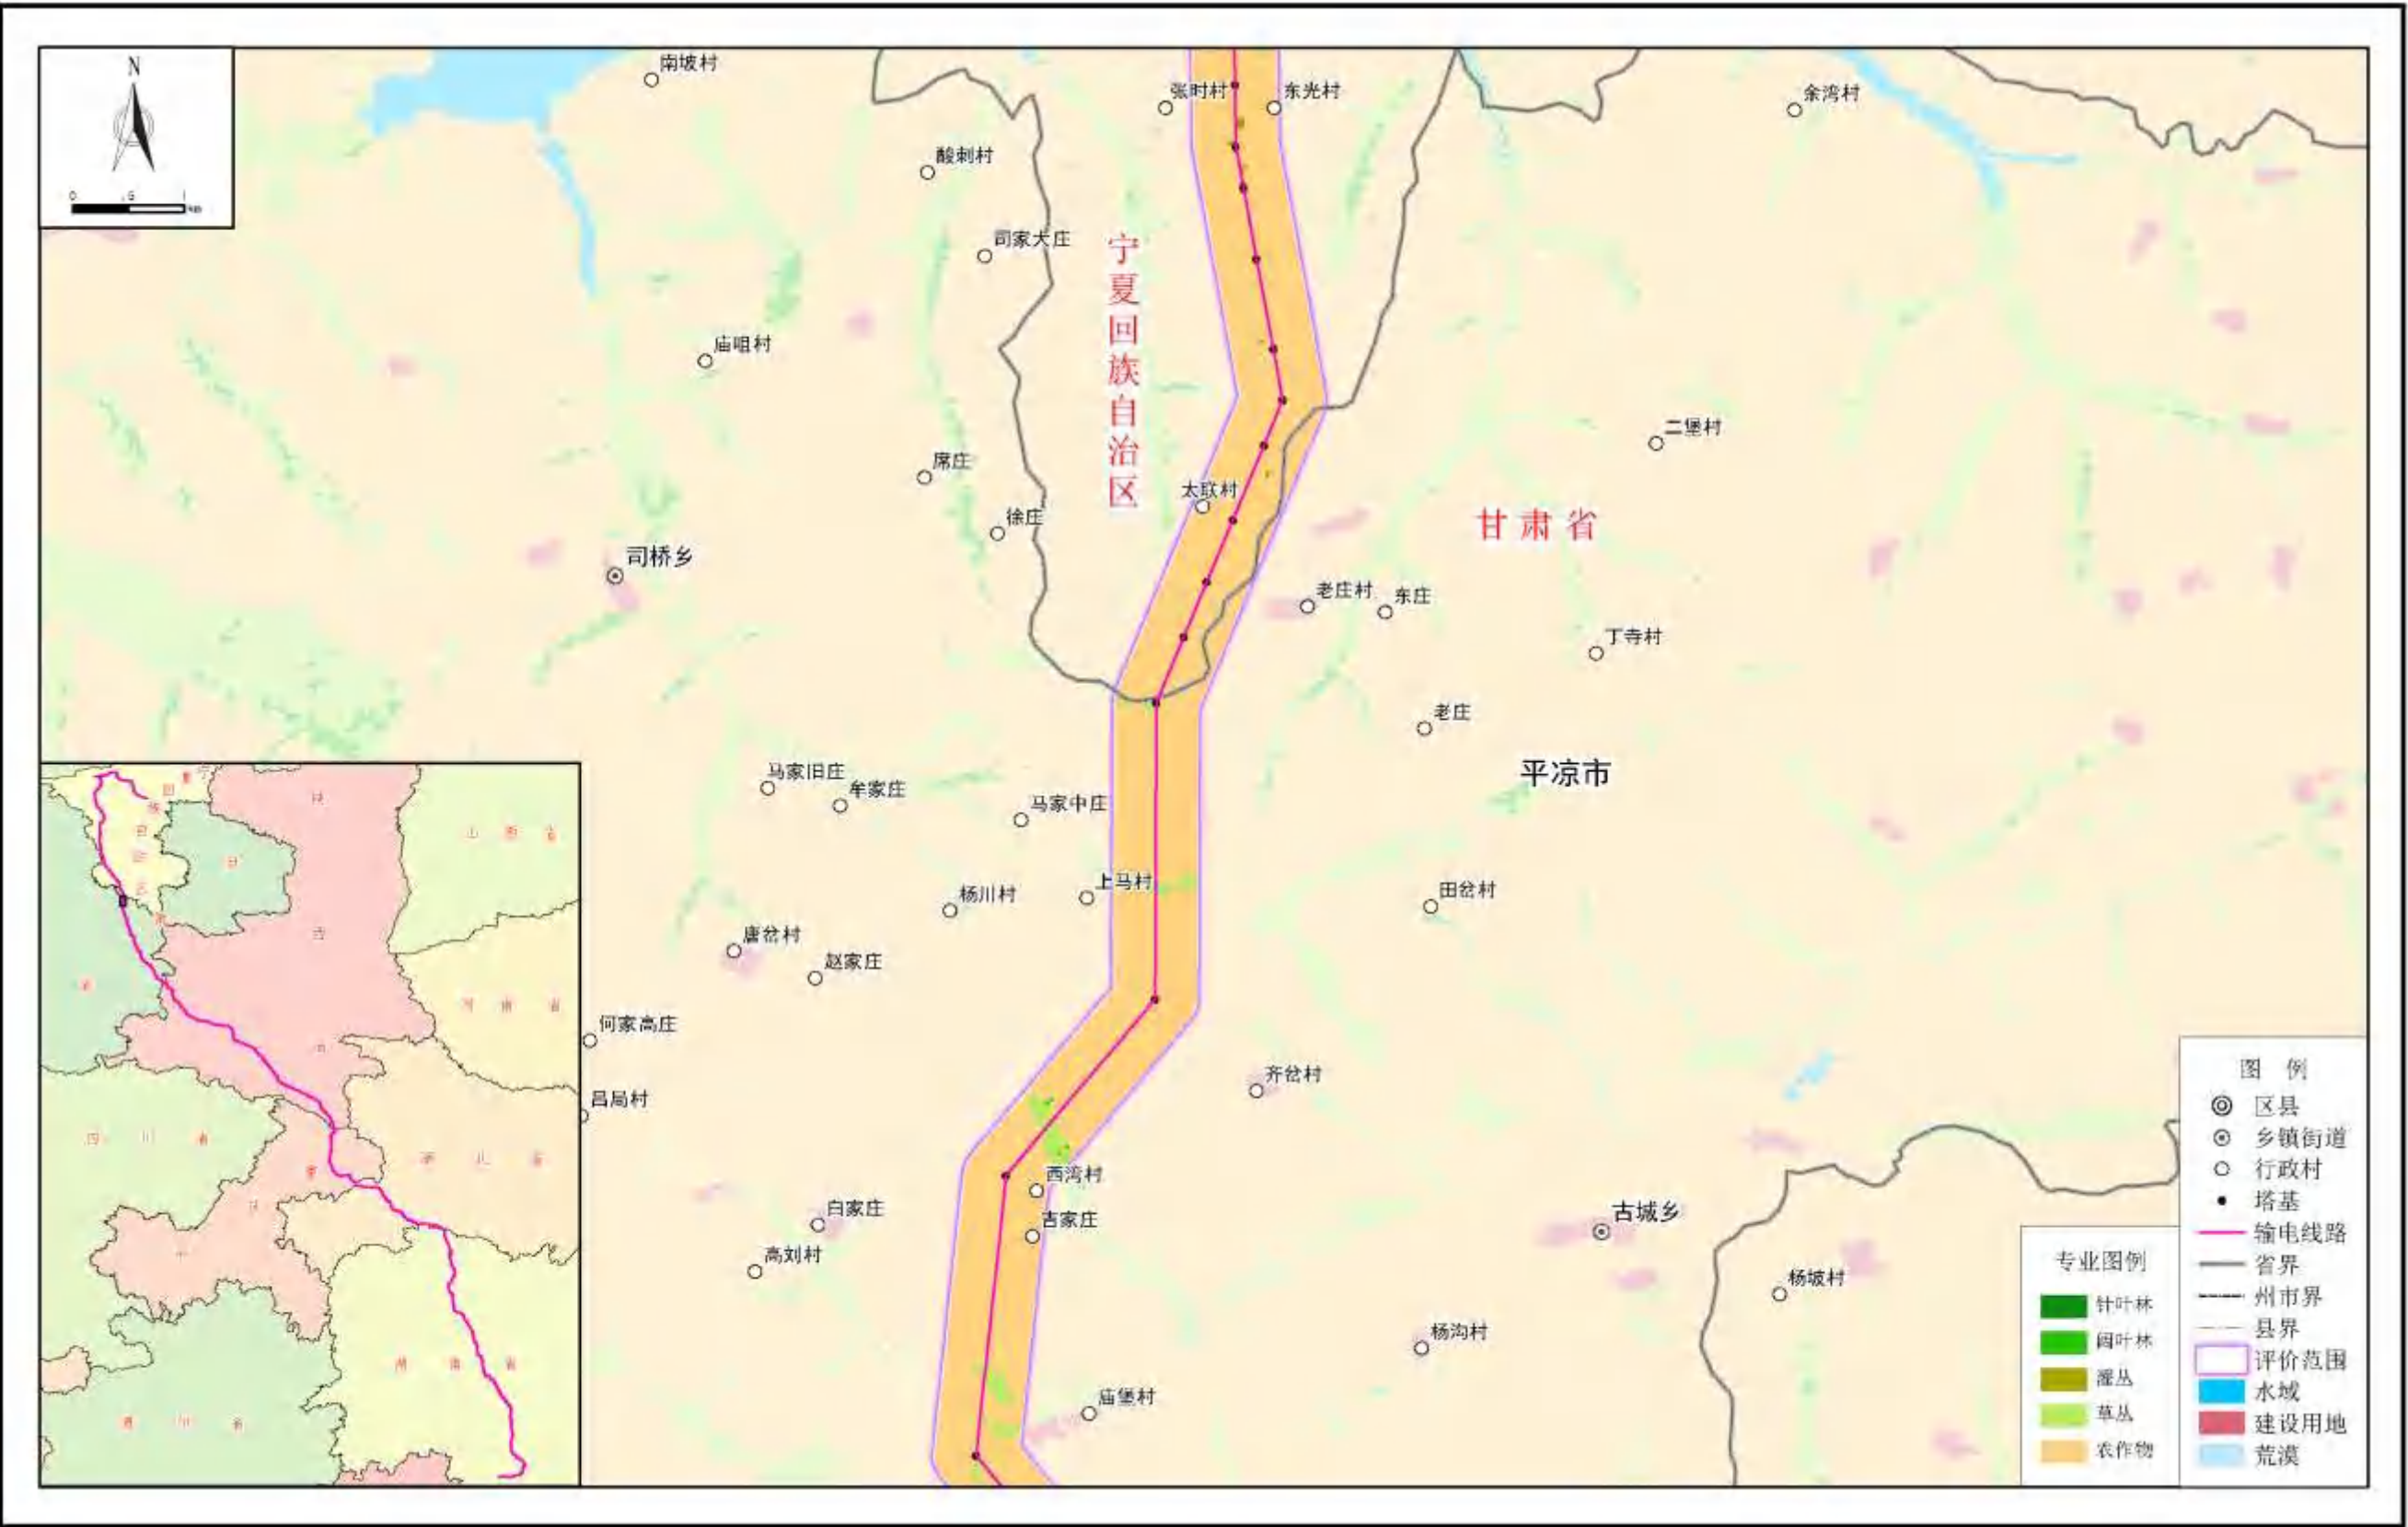 N
南坡村
张时村
东光村
余湾村
酸刺村
司家大庄
宁夏回族自治区
庙咀村
二堡村
席庄
太联村
徐庄
甘肃省
司桥乡
老庄村
东庄
丁寺村
老庄
平凉市
马家旧庄
牟家庄
马家中庄
上马村
田岔村
杨川村
唐岔村
赵家庄
何家高庄
齐岔村
吕局村
西湾村
白家庄
吉家庄
古城乡
高刘村
杨坡村
杨沟村
庙堡村
图 例
区县
乡镇街道
行政村
塔基
输电线路
省界
州市界
县界
评价范围
水域
建设用地
荒漠
专业图例
针叶林
阔叶林
灌丛
草丛
农作物
河 南 省
四 川 省